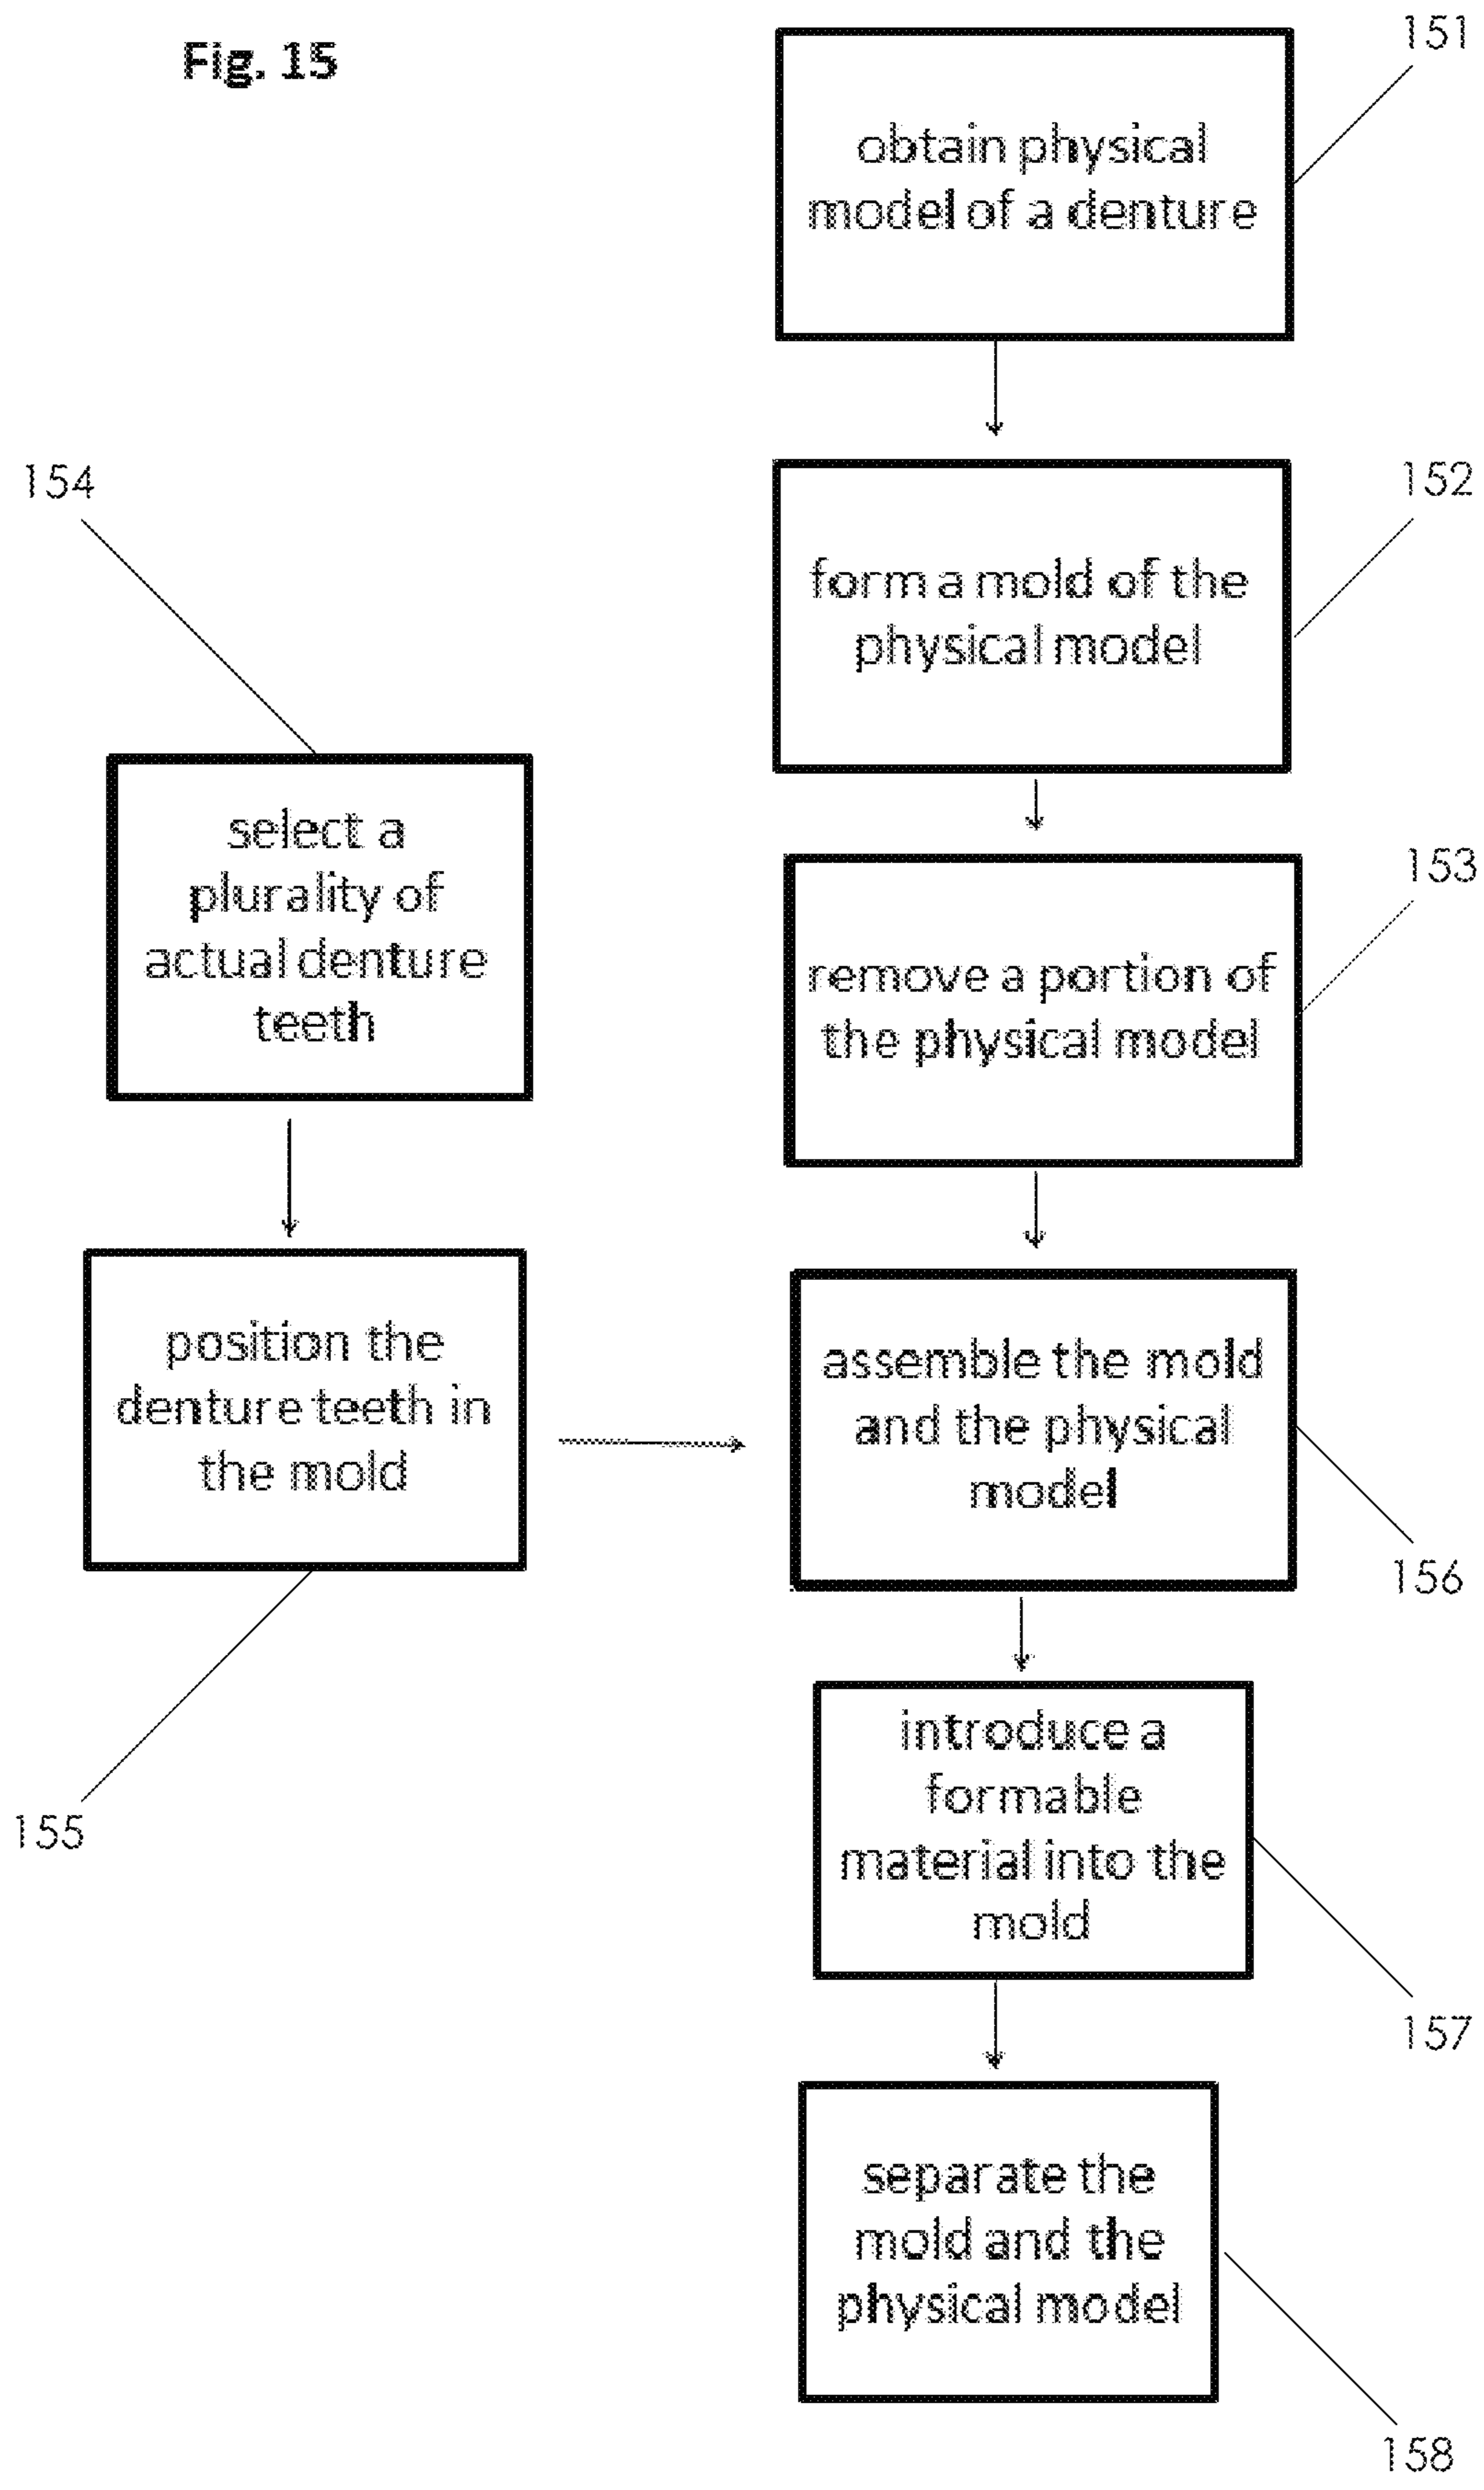 Fig. 15
151
obtain physical
model of a denture
152
form a mold of the
physical model
153
remove a portion of
the physical model
154
select a
plurality of
actual denture
teeth
position the
denture teeth in
the mold
155
assemble the mold
and the physical
model
156
introduce a
formable
material into the
mold
157
separate the
mold and the
physical model
158